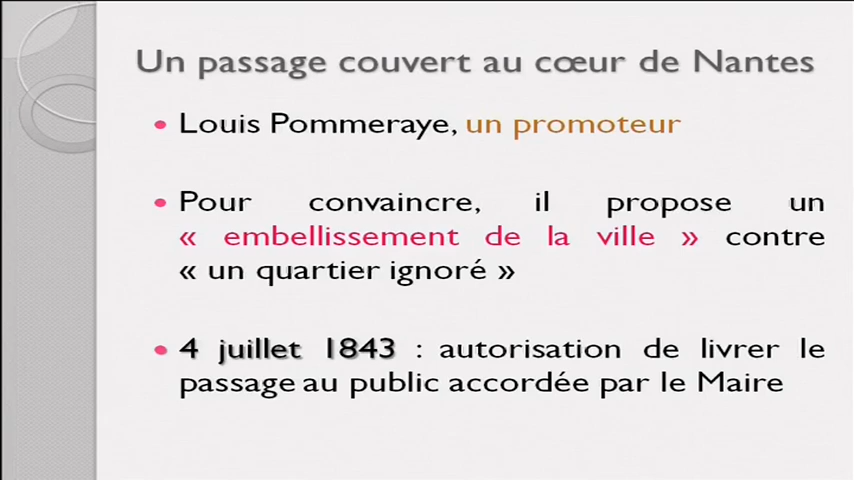 Un passage couvert au cœur de Nantes
• Louis Pommeraye, un promoteur
• Pour convaincre, il propose un
« embellissement de la ville » contre
« un quartier ignoré »
• 4 juillet 1843 : autorisation de livrer le
passage au public accordée par le Maire